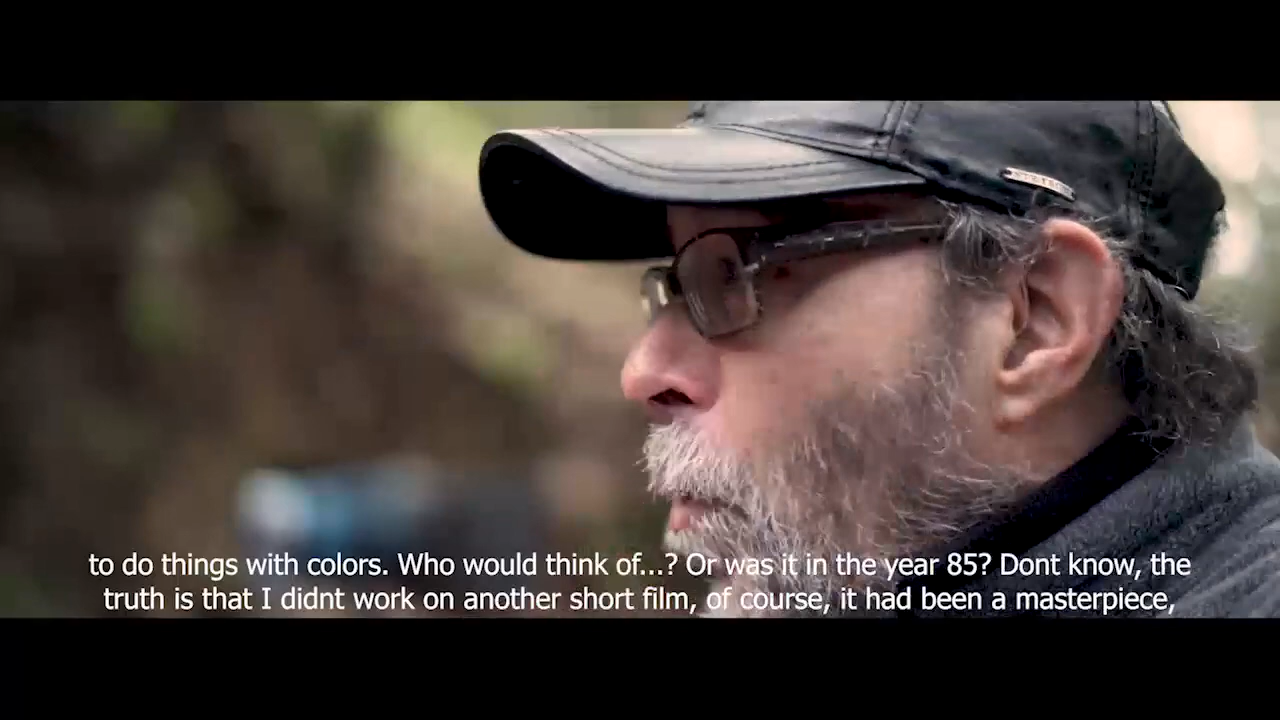 to do things with colors. Who would think of...? Or was it in the year 85? Dont know, the
truth is that I didnt work on another short film, of course, it had been a masterpiece,